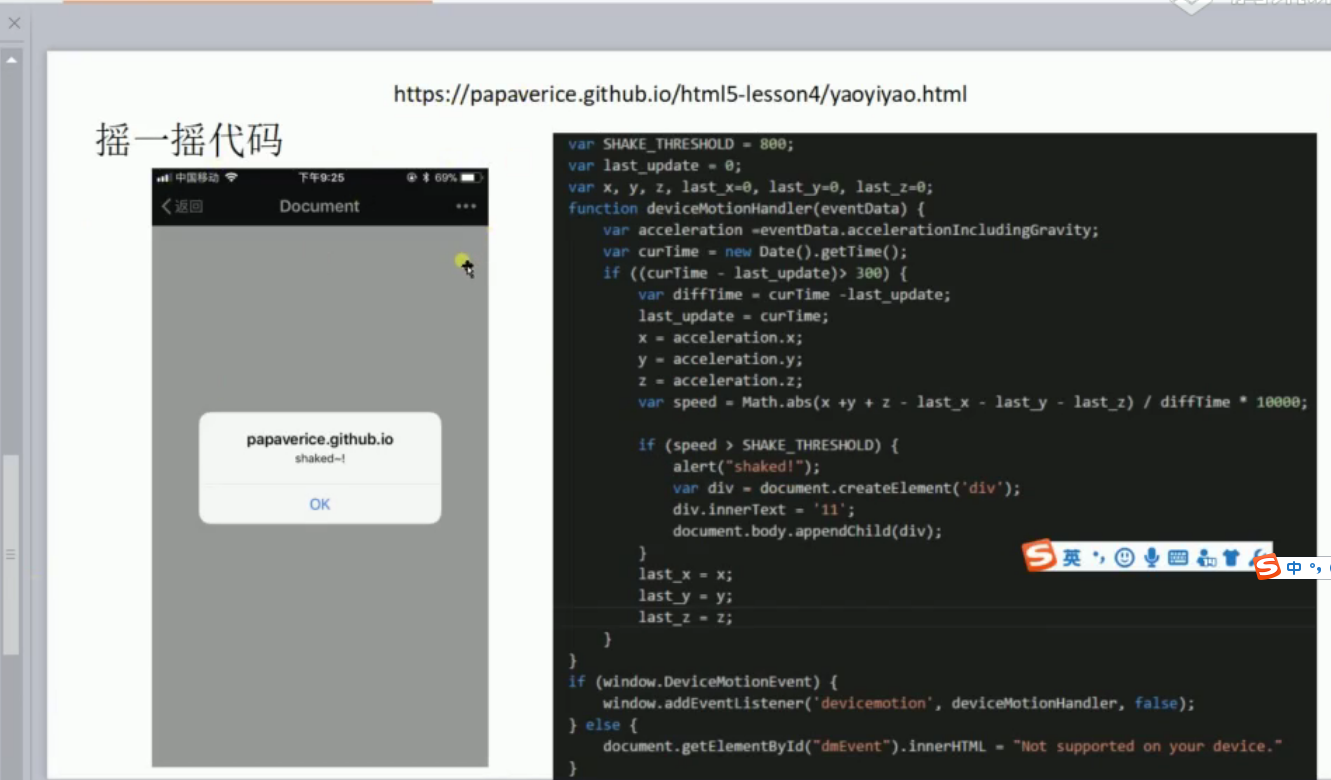 https://papaverice.github.io/html5-lesson4/yaoyiyao.html
摇一摇代码
中国移动 下午9:25 69%
返回 Document
papaverice.github.io
shaked~!
OK
var SHAKE_THRESHOLD = 800;
var last_update = 0;
var x, y, z, last_x=0, last_y=0, last_z=0;
function deviceMotionHandler(eventData) {
var acceleration =eventData.accelerationIncludingGravity;
var curTime = new Date().getTime();
if ((curTime - last_update)> 300) {
var diffTime = curTime -last_update;
last_update = curTime;
x = acceleration.x;
y = acceleration.y;
z = acceleration.z;
var speed = Math.abs(x +y + z - last_x - last_y - last_z) / diffTime * 10000;
if (speed > SHAKE_THRESHOLD) {
alert("shaked!");
var div = document.createElement('div');
div.innerText = '11';
document.body.appendChild(div);
}
last_x = x;
last_y = y;
last_z = z;
}
}
if (window.DeviceMotionEvent) {
window.addEventListener('devicemotion', deviceMotionHandler, false);
} else {
document.getElementById("dmEvent").innerHTML = "Not supported on your device."
}
英
中